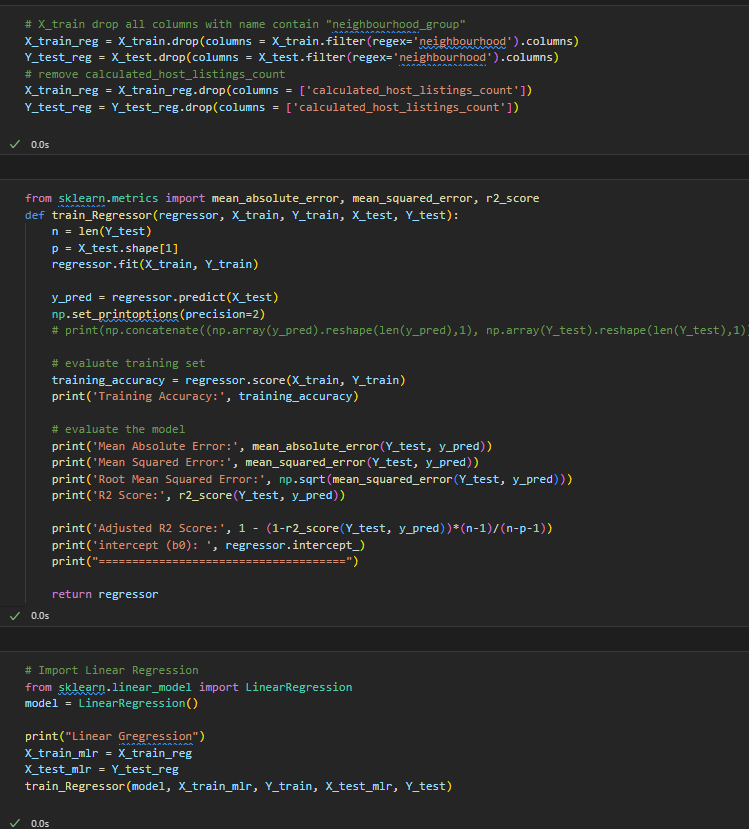 # X_train drop all columns with name contain "neighbourhood_group"
X_train_reg = X_train.drop(columns = X_train.filter(regex='neighbourhood').columns)
Y_test_reg = X_test.drop(columns = X_test.filter(regex='neighbourhood').columns)
# remove calculated_host_listings_count
X_train_reg = X_train_reg.drop(columns = ['calculated_host_listings_count'])
Y_test_reg = Y_test_reg.drop(columns = ['calculated_host_listings_count'])
0.0s
from sklearn.metrics import mean_absolute_error, mean_squared_error, r2_score
def train_Regressor(regressor, X_train, Y_train, X_test, Y_test):
    n = len(Y_test)
    p = X_test.shape[1]
    regressor.fit(X_train, Y_train)
    y_pred = regressor.predict(X_test)
    np.set_printoptions(precision=2)
    # print(np.concatenate((np.array(y_pred).reshape(len(y_pred),1), np.array(Y_test).reshape(len(Y_test),1)
    # evaluate training set
    training_accuracy = regressor.score(X_train, Y_train)
    print('Training Accuracy:', training_accuracy)
    # evaluate the model
    print('Mean Absolute Error:', mean_absolute_error(Y_test, y_pred))
    print('Mean Squared Error:', mean_squared_error(Y_test, y_pred))
    print('Root Mean Squared Error:', np.sqrt(mean_squared_error(Y_test, y_pred)))
    print('R2 Score:', r2_score(Y_test, y_pred))
    print('Adjusted R2 Score:', 1 - (1-r2_score(Y_test, y_pred))*(n-1)/(n-p-1))
    print('intercept (b0): ', regressor.intercept_)
    print("=====================================")
    return regressor
0.0s
# Import Linear Regression
from sklearn.linear_model import LinearRegression
model = LinearRegression()
print("Linear Gregression")
X_train_mlr = X_train_reg
X_test_mlr = Y_test_reg
train_Regressor(model, X_train_mlr, Y_train, X_test_mlr, Y_test)
0.0s